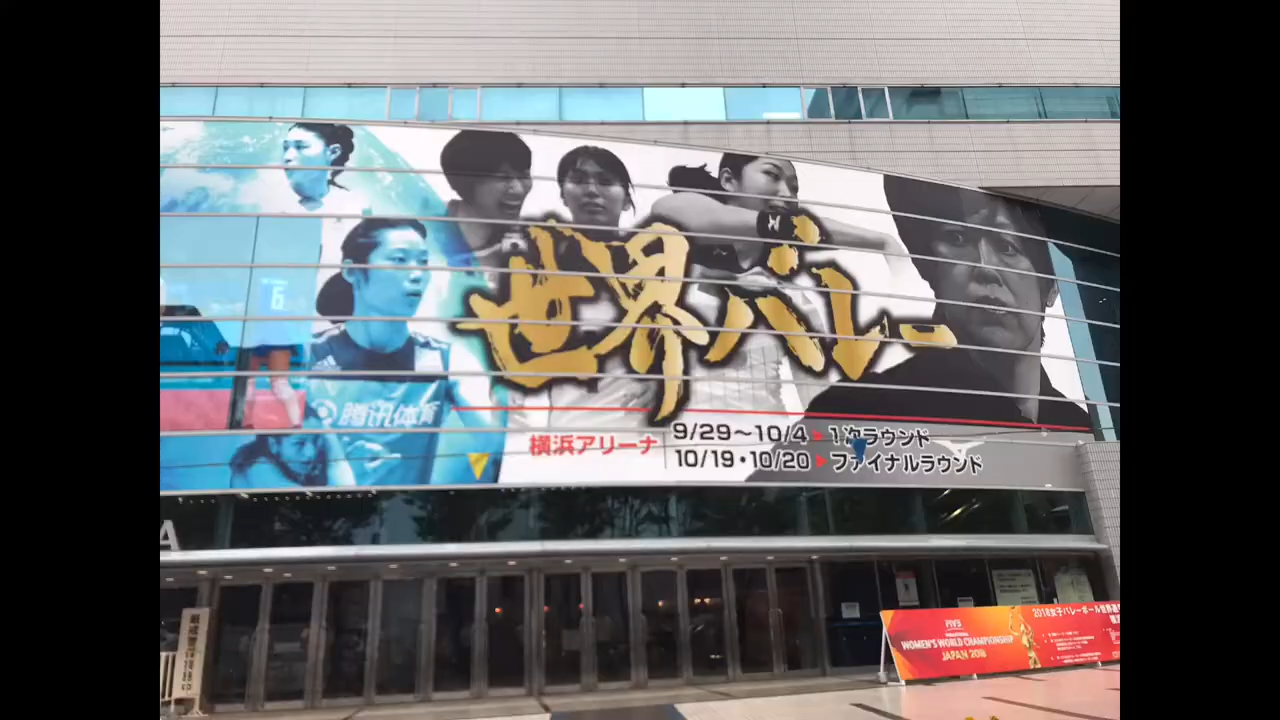 世界バレー
6
腾讯体育
横浜アリーナ
9/29～10/4 ▶ 1次ラウンド
10/19・10/20 ▶ ファイナルラウンド
A
FIVB
WOMEN'S WORLD CHAMPIONSHIP
JAPAN 2018
2018女子バレーボール世界選